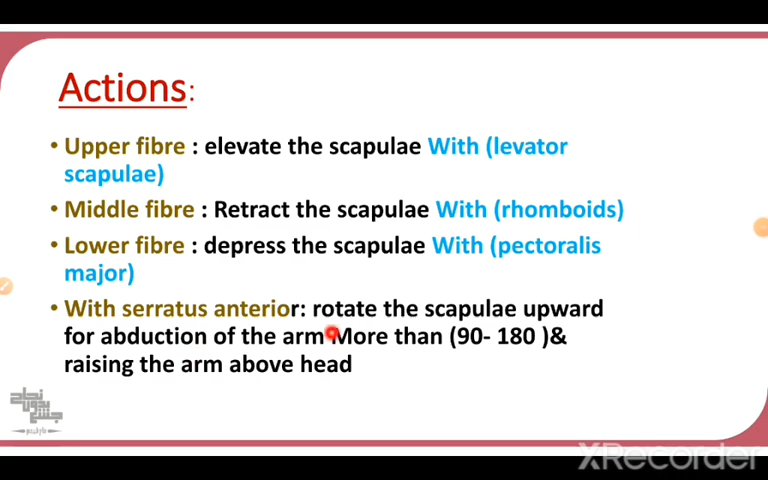 Actions:
• Upper fibre : elevate the scapulae With (levator
scapulae)
• Middle fibre : Retract the scapulae With (rhomboids)
• Lower fibre : depress the scapulae With (pectoralis
major)
• With serratus anterior: rotate the scapulae upward
for abduction of the arm More than (90- 180 )&
raising the arm above head
XRecorder